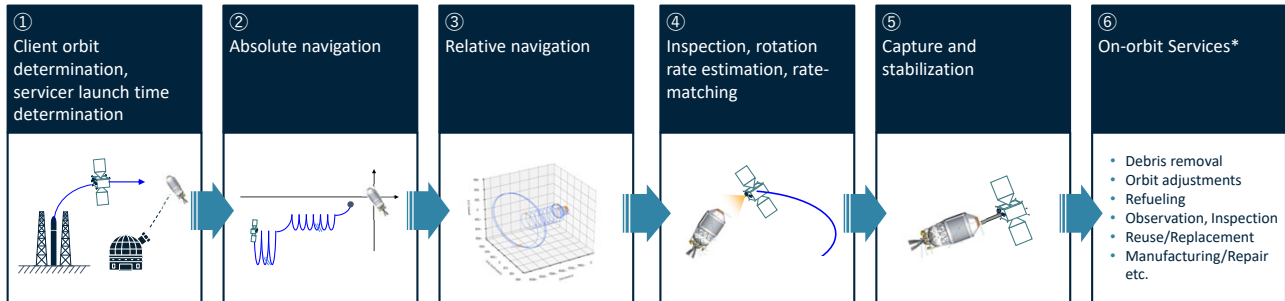 ①
Client orbit
determination,
servicer launch time
determination
②
Absolute navigation
③
Relative navigation
④
Inspection, rotation
rate estimation, rate-
matching
⑤
Capture and
stabilization
⑥
On-orbit Services*
• Debris removal
• Orbit adjustments
• Refueling
• Observation, Inspection
• Reuse/Replacement
• Manufacturing/Repair
etc.